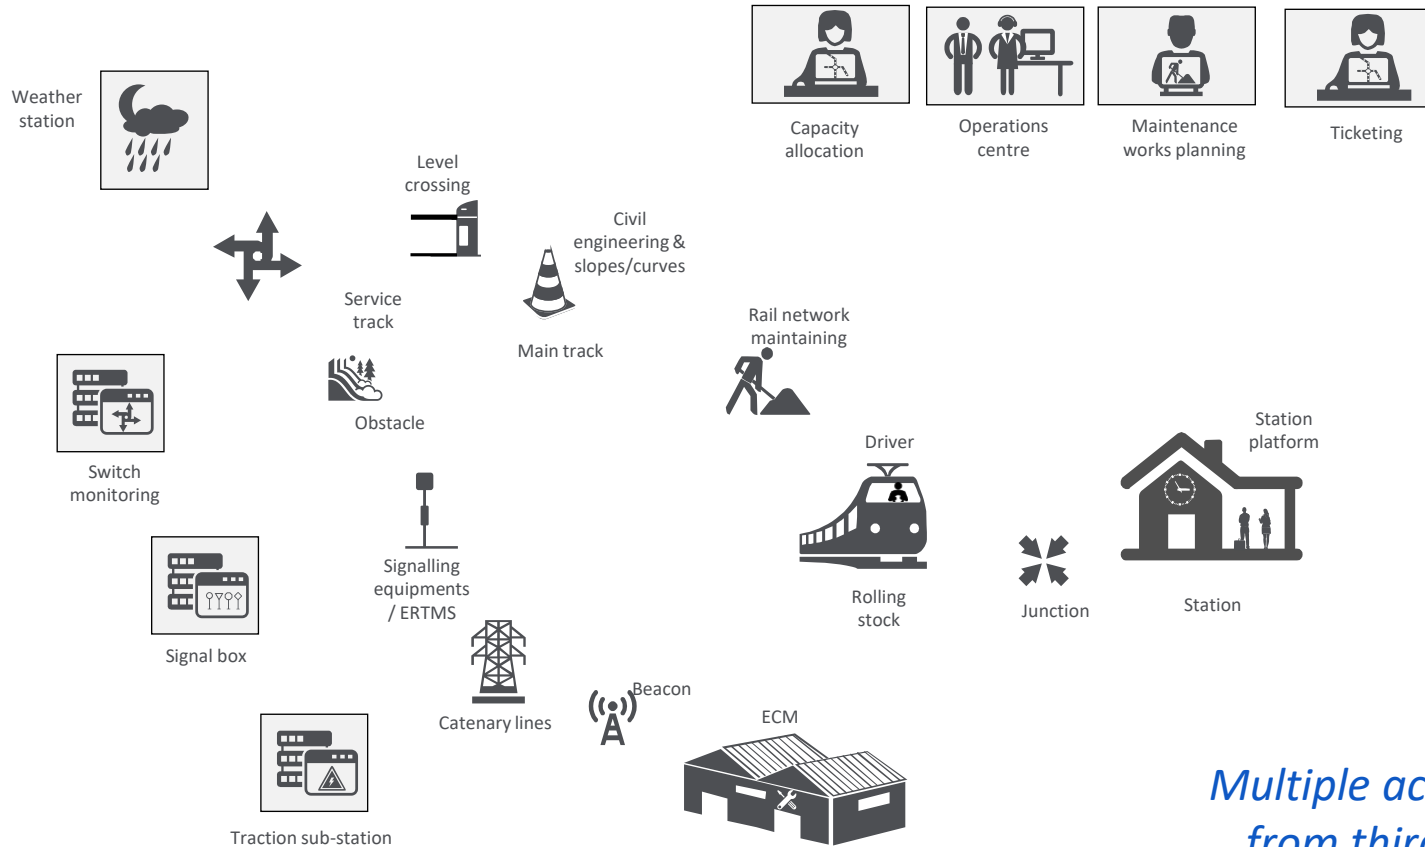 Weather
station
Capacity
allocation
Operations
centre
Maintenance
works planning
Ticketing
Level
crossing
Civil
engineering &
slopes/curves
Service
track
Main track
Rail network
maintaining
Obstacle
Switch
monitoring
Driver
Station
platform
Signalling
equipments
/ ERTMS
Rolling
stock
Junction
Station
Signal box
Catenary lines
Beacon
ECM
Traction sub-station
Multiple ac
from thir